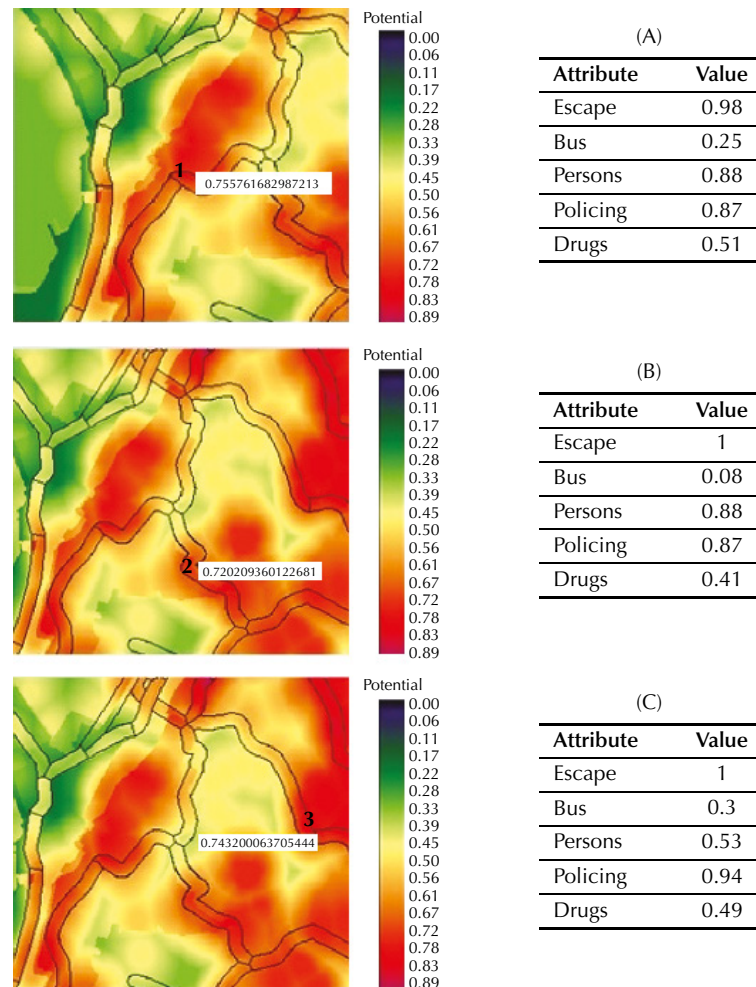 Potential
0.00
0.06
0.11
0.17
0.22
0.28
0.33
0.39
0.45
0.50
0.56
0.61
0.67
0.72
0.78
0.83
0.89
1
0.755761682987213
(A)
Attribute Value
Escape 0.98
Bus 0.25
Persons 0.88
Policing 0.87
Drugs 0.51
Potential
0.00
0.06
0.11
0.17
0.22
0.28
0.33
0.39
0.45
0.50
0.56
0.61
0.67
0.72
0.78
0.83
0.89
2
0.720209360122681
(B)
Attribute Value
Escape 1
Bus 0.08
Persons 0.88
Policing 0.87
Drugs 0.41
Potential
0.00
0.06
0.11
0.17
0.22
0.28
0.33
0.39
0.45
0.50
0.56
0.61
0.67
0.72
0.78
0.83
0.89
3
0.743200063705444
(C)
Attribute Value
Escape 1
Bus 0.3
Persons 0.53
Policing 0.94
Drugs 0.49